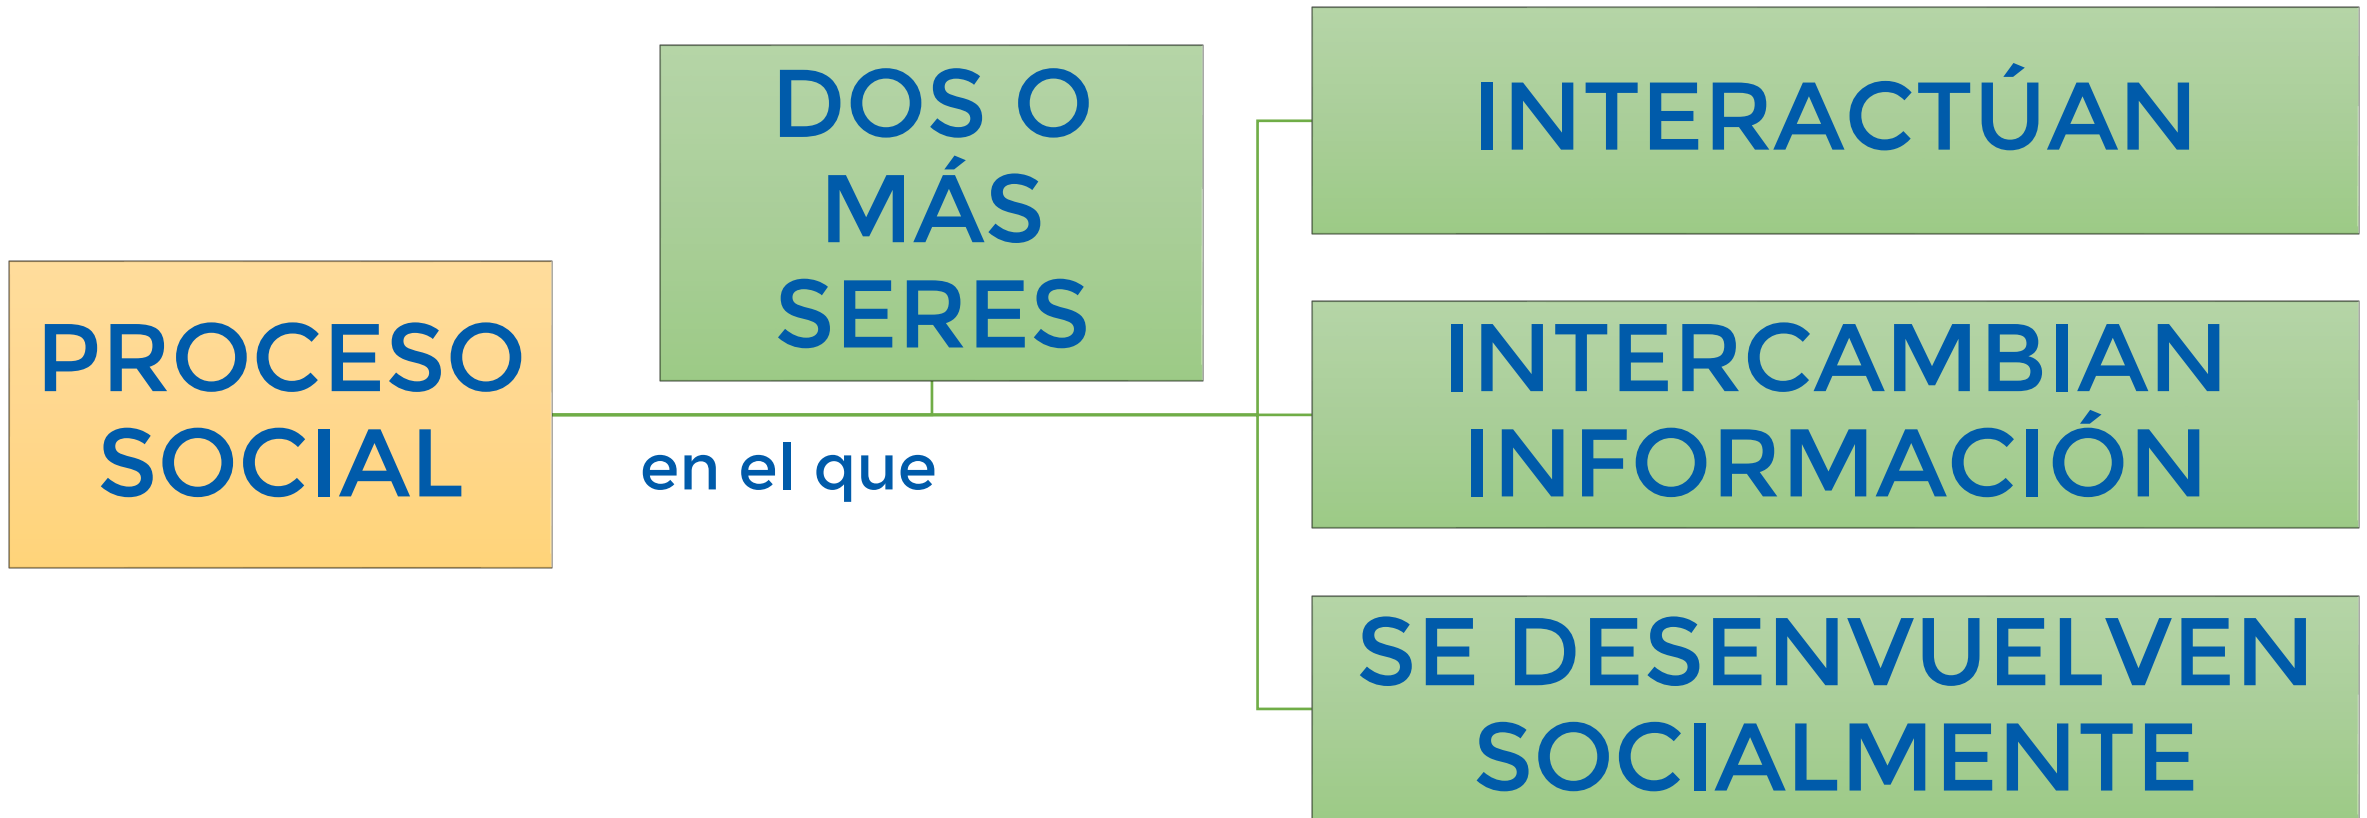 PROCESO
SOCIAL
en el que
DOS O
MÁS
SERES
INTERACTÚAN
INTERCAMBIAN
INFORMACIÓN
SE DESENVUELVEN
SOCIALMENTE